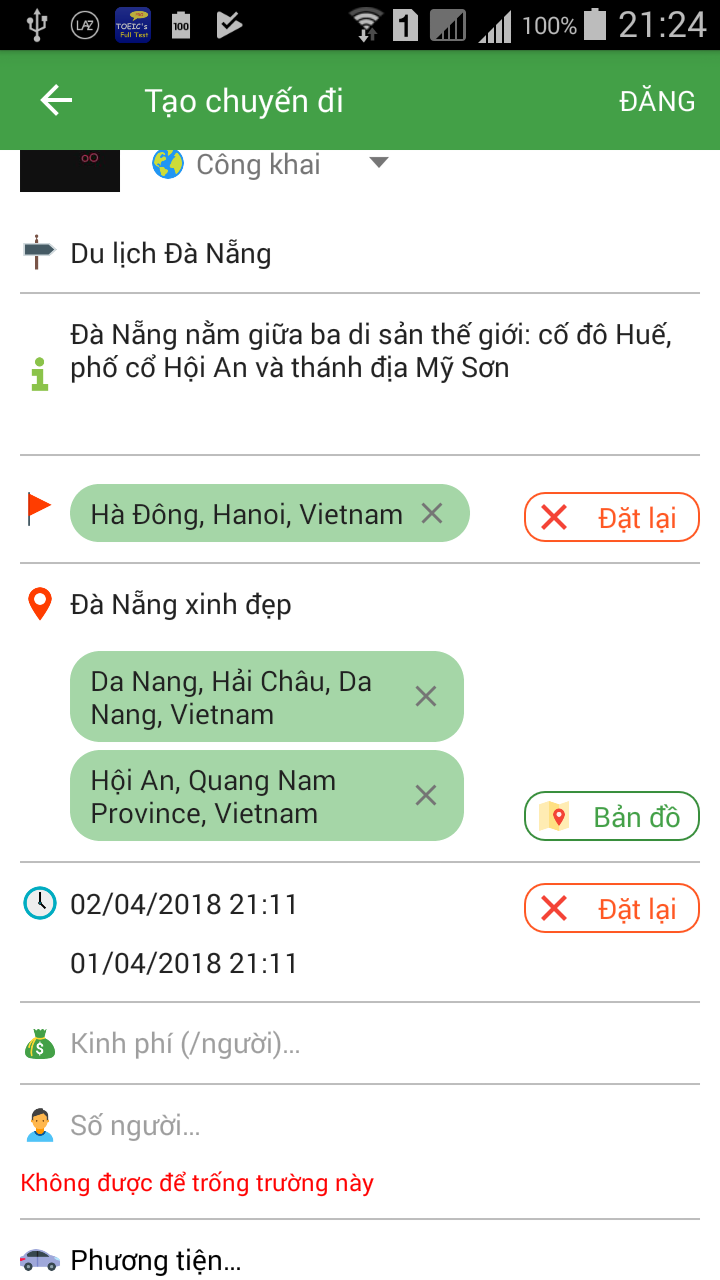 LAZ
TOEIC's
Full Test
100
1
100%
21:24
Tạo chuyến đi
ĐĂNG
Công khai
Du lịch Đà Nẵng
Đà Nẵng nằm giữa ba di sản thế giới: cố đô Huế,
phố cổ Hội An và thánh địa Mỹ Sơn
Hà Đông, Hanoi, Vietnam
Đặt lại
Đà Nẵng xinh đẹp
Da Nang, Hải Châu, Da
Nang, Vietnam
Hội An, Quang Nam
Province, Vietnam
Bản đồ
02/04/2018 21:11
Đặt lại
01/04/2018 21:11
Kinh phí (/người)...
Số người...
Không được để trống trường này
Phương tiện...